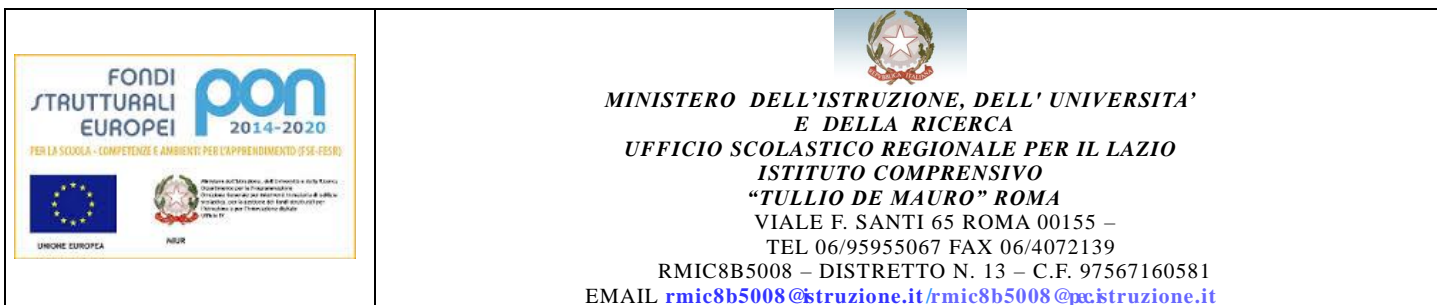 FONDI
STRUTTURALI
EUROPEI
pon
2014-2020
PER LA SCUOLA - COMPETENZE E AMBIENTI PER L'APPRENDIMENTO (FSE-FESR)
UNIONE EUROPEA
MIUR
MINISTERO DELL'ISTRUZIONE, DELL' UNIVERSITA'
E DELLA RICERCA
UFFICIO SCOLASTICO REGIONALE PER IL LAZIO
ISTITUTO COMPRENSIVO
“TULLIO DE MAURO” ROMA
VIALE F. SANTI 65 ROMA 00155 –
TEL 06/95955067 FAX 06/4072139
RMIC8B5008 – DISTRETTO N. 13 – C.F. 97567160581
EMAIL rmic8b5008@istruzione.it/rmic8b5008@pec.istruzione.it